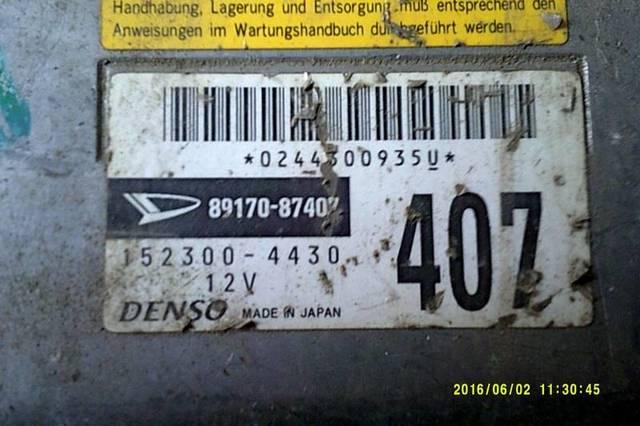 Handhabung, Lagerung und Entsorgung muß entsprechend den
Anweisungen im Wartungshandbuch durchgeführt werden.
*0244300935U*
89170-87407
407
152300-4430
12V
DENSO MADE IN JAPAN
2016/06/02 11:30:45